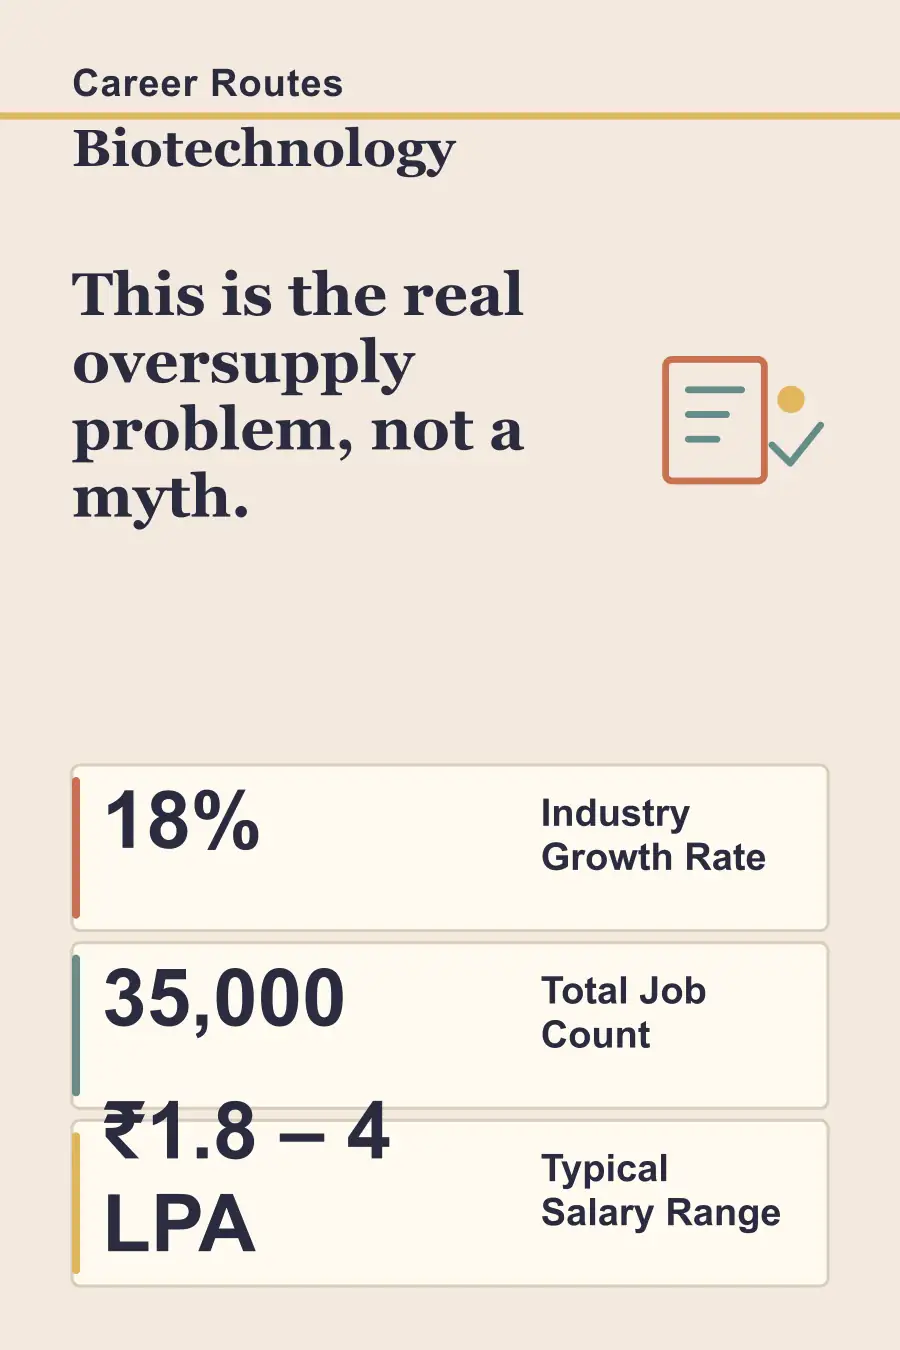 Career Routes
Biotechnology
This is the real
oversupply
problem, not a
myth.
18%
Industry
Growth Rate
35,000
Total Job
Count
₹1.8 – 4
LPA
Typical
Salary Range